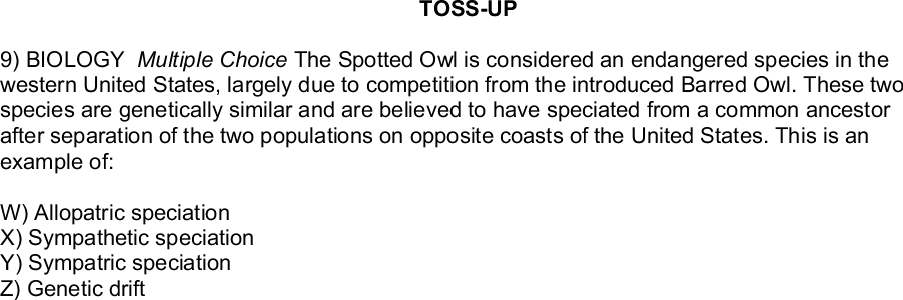 TOSS-UP
9) BIOLOGY Multiple Choice The Spotted Owl is considered an endangered species in the
western United States, largely due to competition from the introduced Barred Owl. These two
species are genetically similar and are believed to have speciated from a common ancestor
after separation of the two populations on opposite coasts of the United States. This is an
example of:
W) Allopatric speciation
X) Sympathetic speciation
Y) Sympatric speciation
Z) Genetic drift